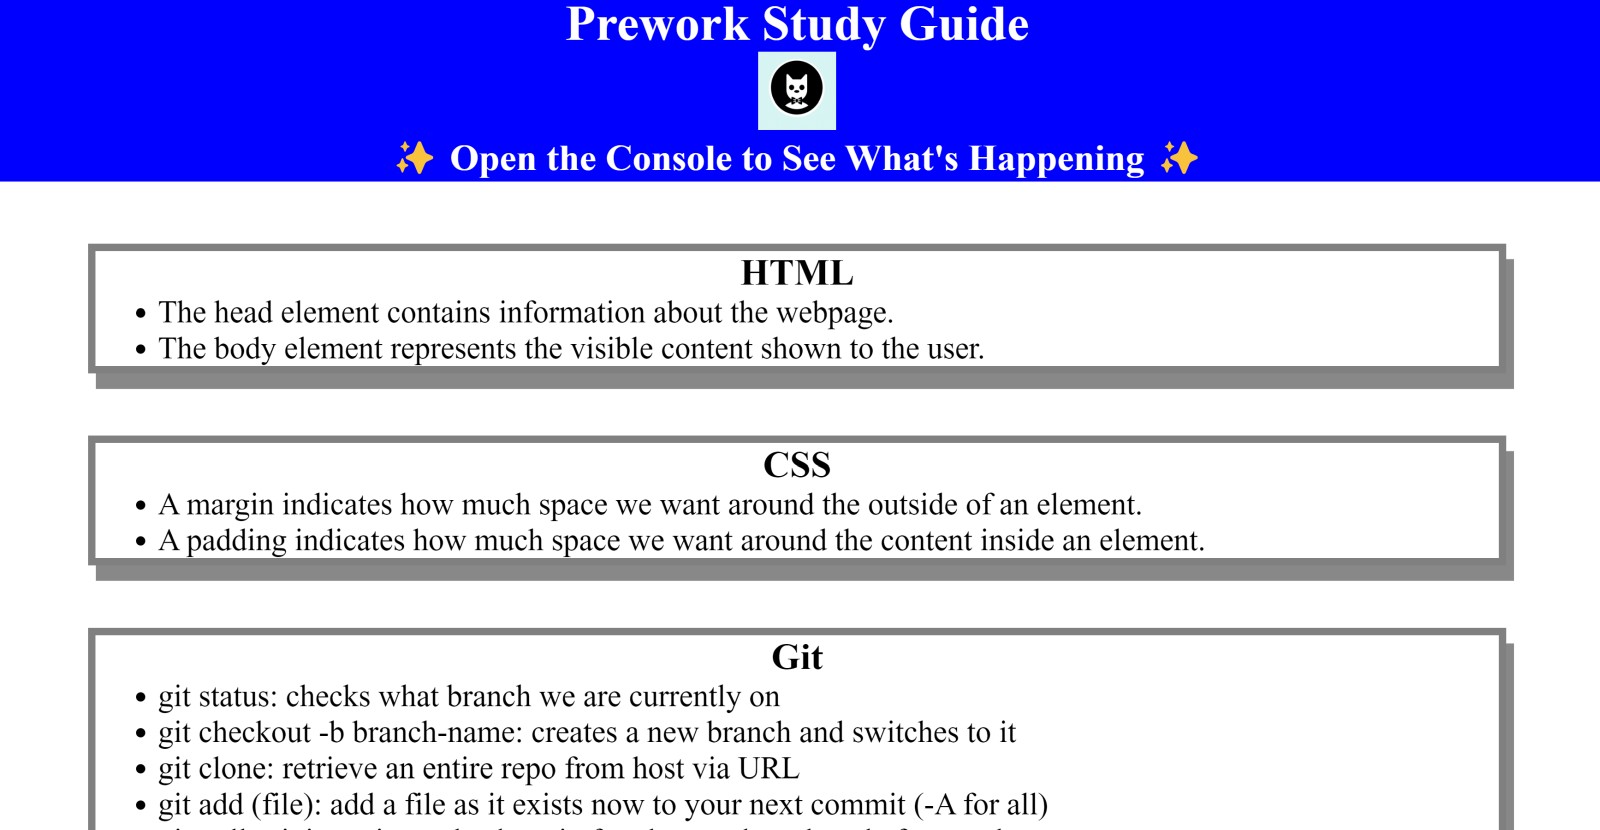 Prework Study Guide
✨ Open the Console to See What's Happening ✨
HTML
• The head element contains information about the webpage.
• The body element represents the visible content shown to the user.
CSS
• A margin indicates how much space we want around the outside of an element.
• A padding indicates how much space we want around the content inside an element.
Git
• git status: checks what branch we are currently on
• git checkout -b branch-name: creates a new branch and switches to it
• git clone: retrieve an entire repo from host via URL
• git add (file): add a file as it exists now to your next commit (-A for all)